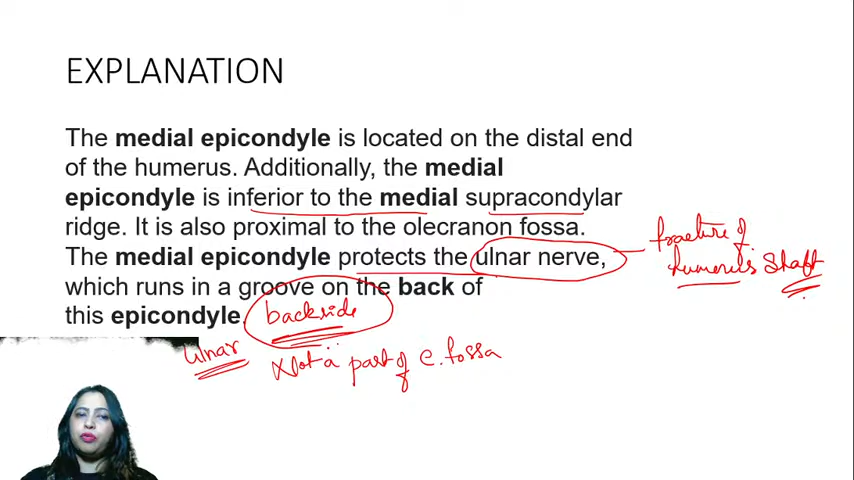 EXPLANATION
The medial epicondyle is located on the distal end
of the humerus. Additionally, the medial
epicondyle is inferior to the medial supracondylar
ridge. It is also proximal to the olecranon fossa.
The medial epicondyle protects the ulnar nerve,
which runs in a groove on the back of
this epicondyle.
fracture of
humerus shaft
backside
ulnar
Not a part of c. fossa